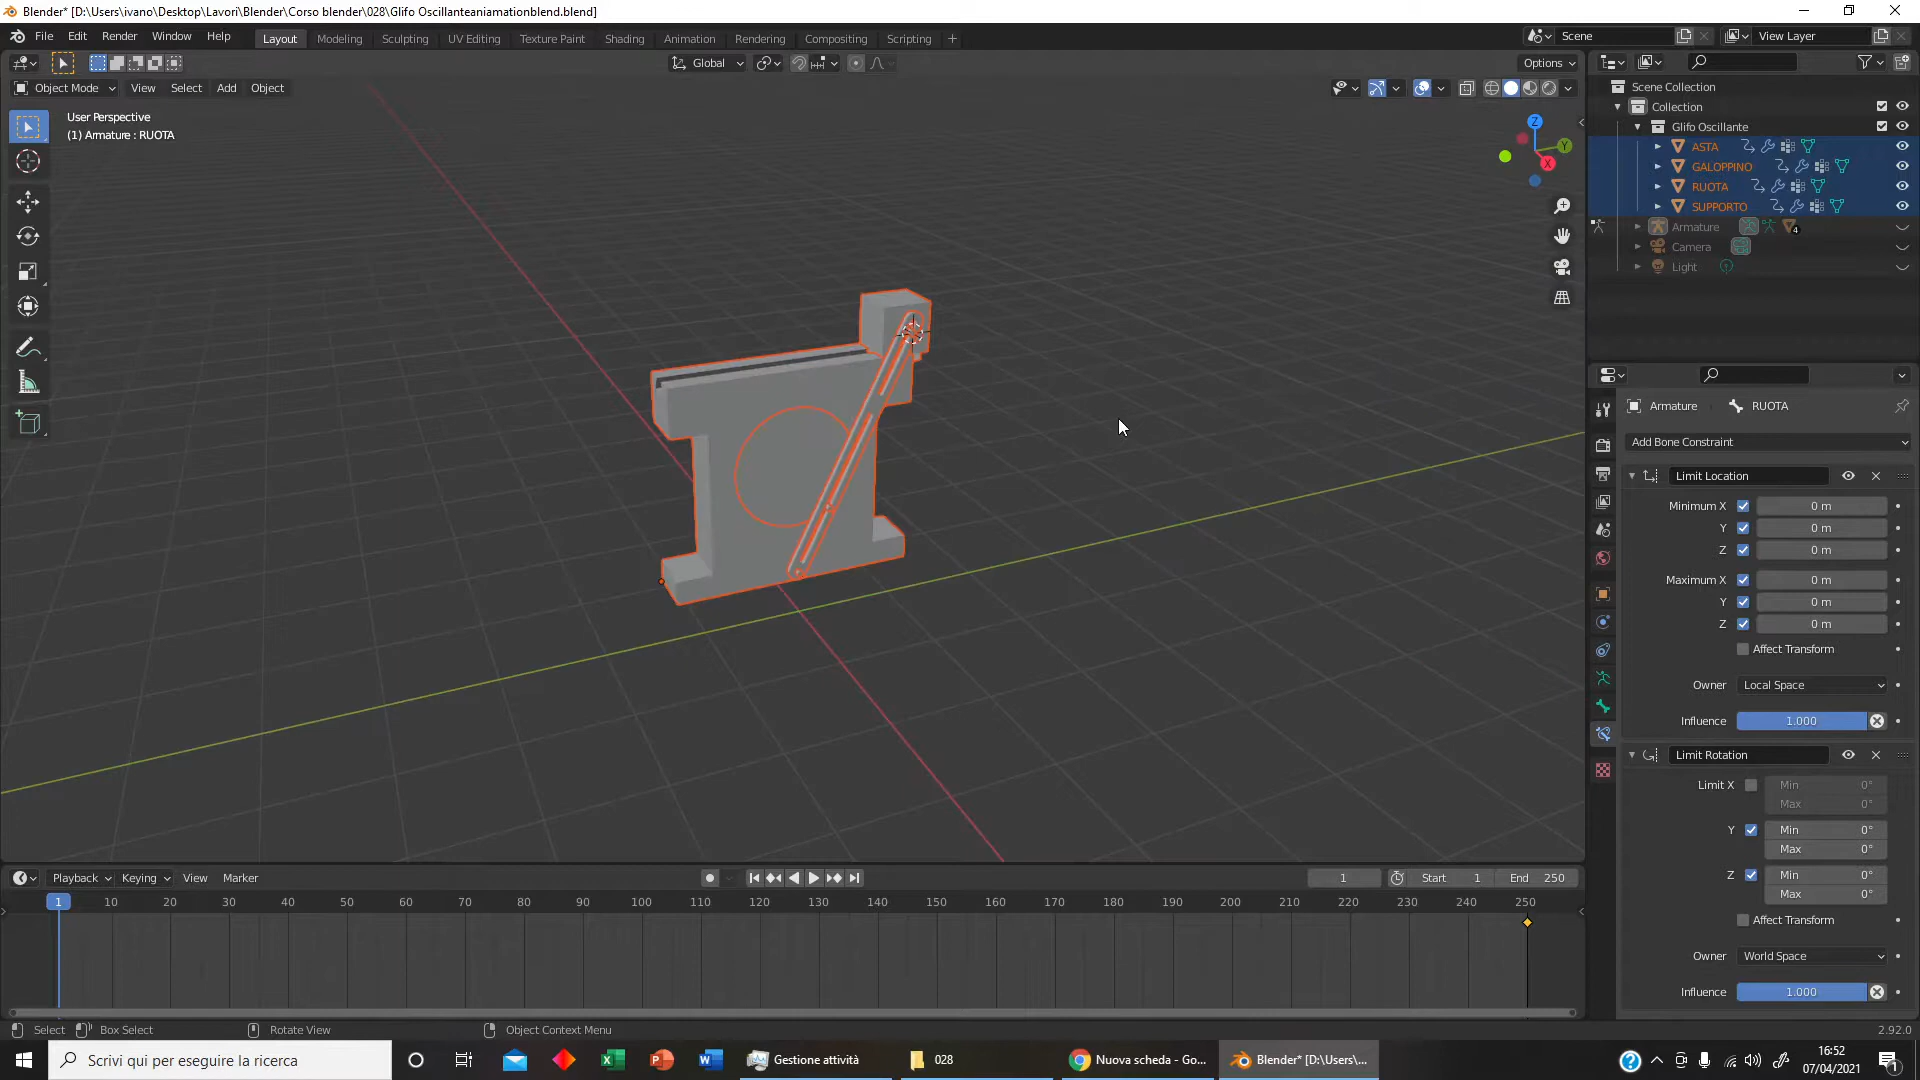 Blender* [D:\Users\ivano\Desktop\Lavori\Blender\Corso blender\028\Glifo Oscillanteaniamationblend.blend]
File Edit Render Window Help
Layout Modeling Sculpting UV Editing Texture Paint Shading Animation Rendering Compositing Scripting +
Scene
View Layer
Global
Options
Object Mode View Select Add Object
User Perspective
(1) Armature : RUOTA
Z
Y
X
Scene Collection
Collection
Glifo Oscillante
ASTA
GALOPPINO
RUOTA
SUPPORTO
Armature 4
Camera
Light
Armature RUOTA
Add Bone Constraint
Limit Location
Minimum X 0 m
Y 0 m
Z 0 m
Maximum X 0 m
Y 0 m
Z 0 m
Affect Transform
Owner Local Space
Influence 1.000
Limit Rotation
Limit X Min 0°
Max 0°
Y Min 0°
Max 0°
Z Min 0°
Max 0°
Affect Transform
Owner World Space
Influence 1.000
Playback Keying View Marker
1 Start 1 End 250
1 10 20 30 40 50 60 70 80 90 100 110 120 130 140 150 160 170 180 190 200 210 220 230 240 250
Select Box Select Rotate View Object Context Menu
2.92.0
Scrivi qui per eseguire la ricerca
Gestione attività
028
Nuova scheda - Go...
Blender* [D:\Users\...
16:52
07/04/2021
1